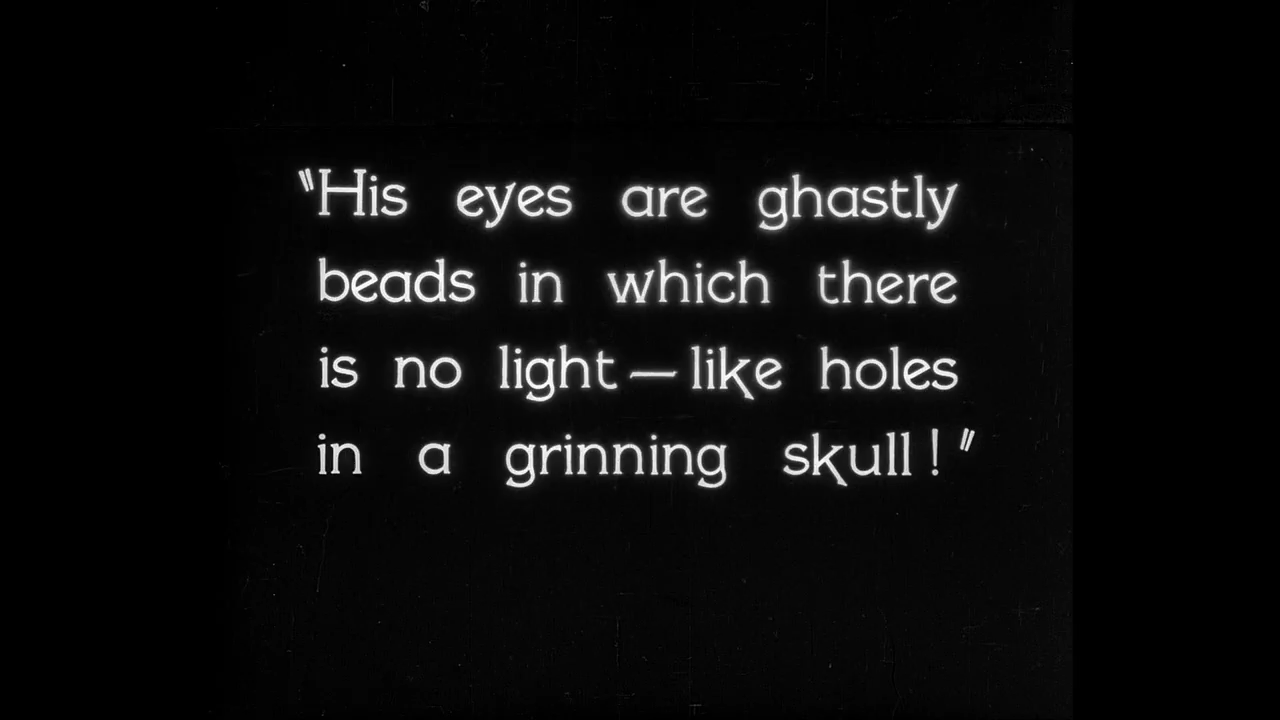 "His eyes are ghastly
beads in which there
is no light—like holes
in a grinning skull!"